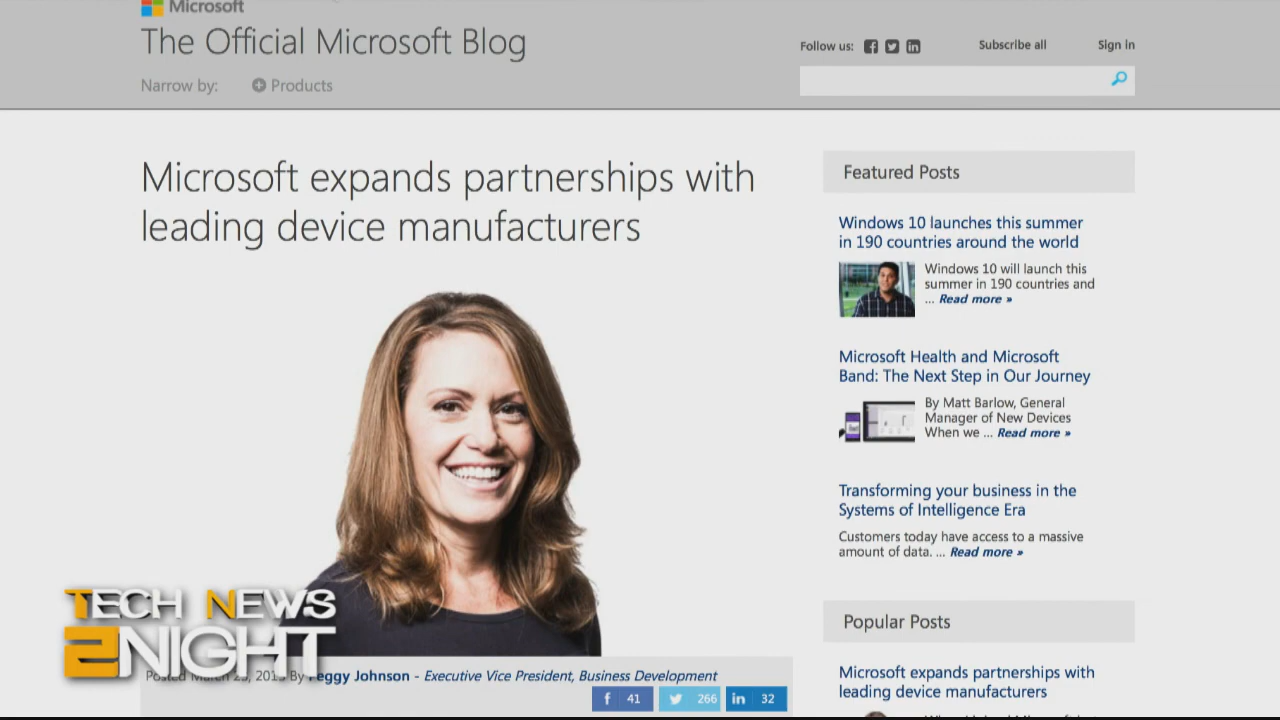 Microsoft
The Official Microsoft Blog
Follow us:
Subscribe all
Sign in
Narrow by:
Products
Microsoft expands partnerships with
leading device manufacturers
Featured Posts
Windows 10 launches this summer
in 190 countries around the world
Windows 10 will launch this
summer in 190 countries and
... Read more »
Microsoft Health and Microsoft
Band: The Next Step in Our Journey
By Matt Barlow, General
Manager of New Devices
When we ... Read more »
Transforming your business in the
Systems of Intelligence Era
Customers today have access to a massive
amount of data. ... Read more »
Popular Posts
Microsoft expands partnerships with
leading device manufacturers
TECH NEWS
2NIGHT
Posted March 201 By Peggy Johnson - Executive Vice President, Business Development
41
266
32